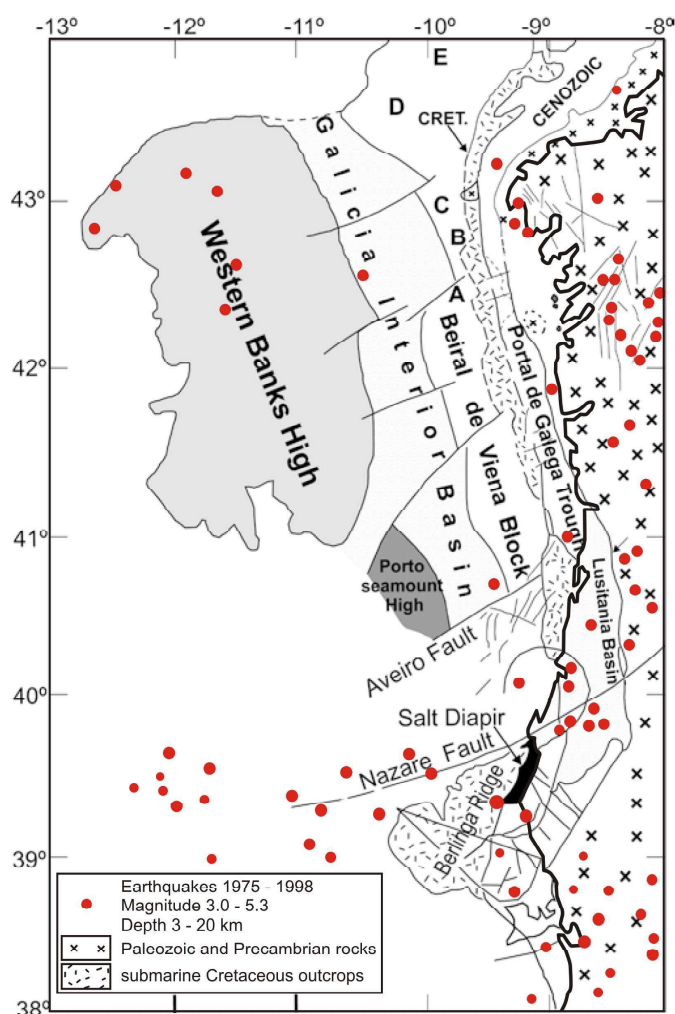 -13º -12º -11º -10º -9º -8º
E
D
CRET.
CENOZOIC
43º
C
B
A
Galicia Interior Basin
Western Banks High
Beiral de Viena Block
Portal de Galega Trough
42º
41º
Porto
seamount
High
Lusitania Basin
Aveiro Fault
40º
Salt Diapir
Nazare Fault
Berlinga Ridge
39º
Earthquakes 1975 - 1998
Magnitude 3.0 - 5.3
Depth 3 - 20 km
Paleozoic and Precambrian rocks
submarine Cretaceous outcrops
38º